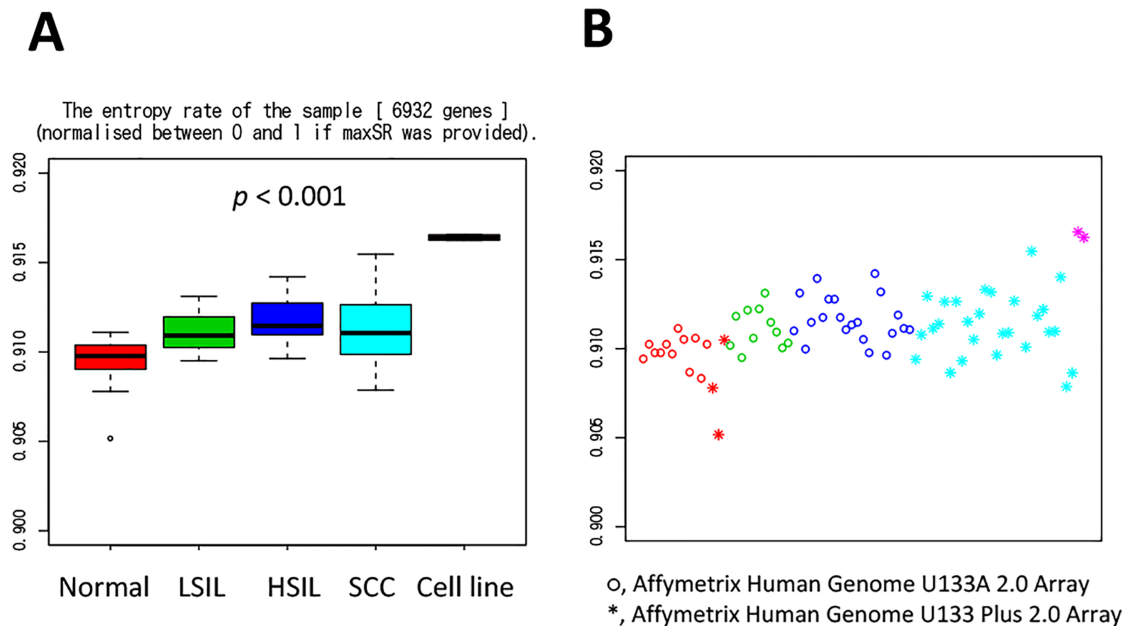 A
B
The entropy rate of the sample [ 6932 genes ]
(normalised between 0 and 1 if maxSR was provided).
p < 0.001
0.920
0.915
0.910
0.905
0.900
Normal LSIL HSIL SCC Cell line
0.920
0.915
0.910
0.905
0.900
o, Affymetrix Human Genome U133A 2.0 Array
*, Affymetrix Human Genome U133 Plus 2.0 Array